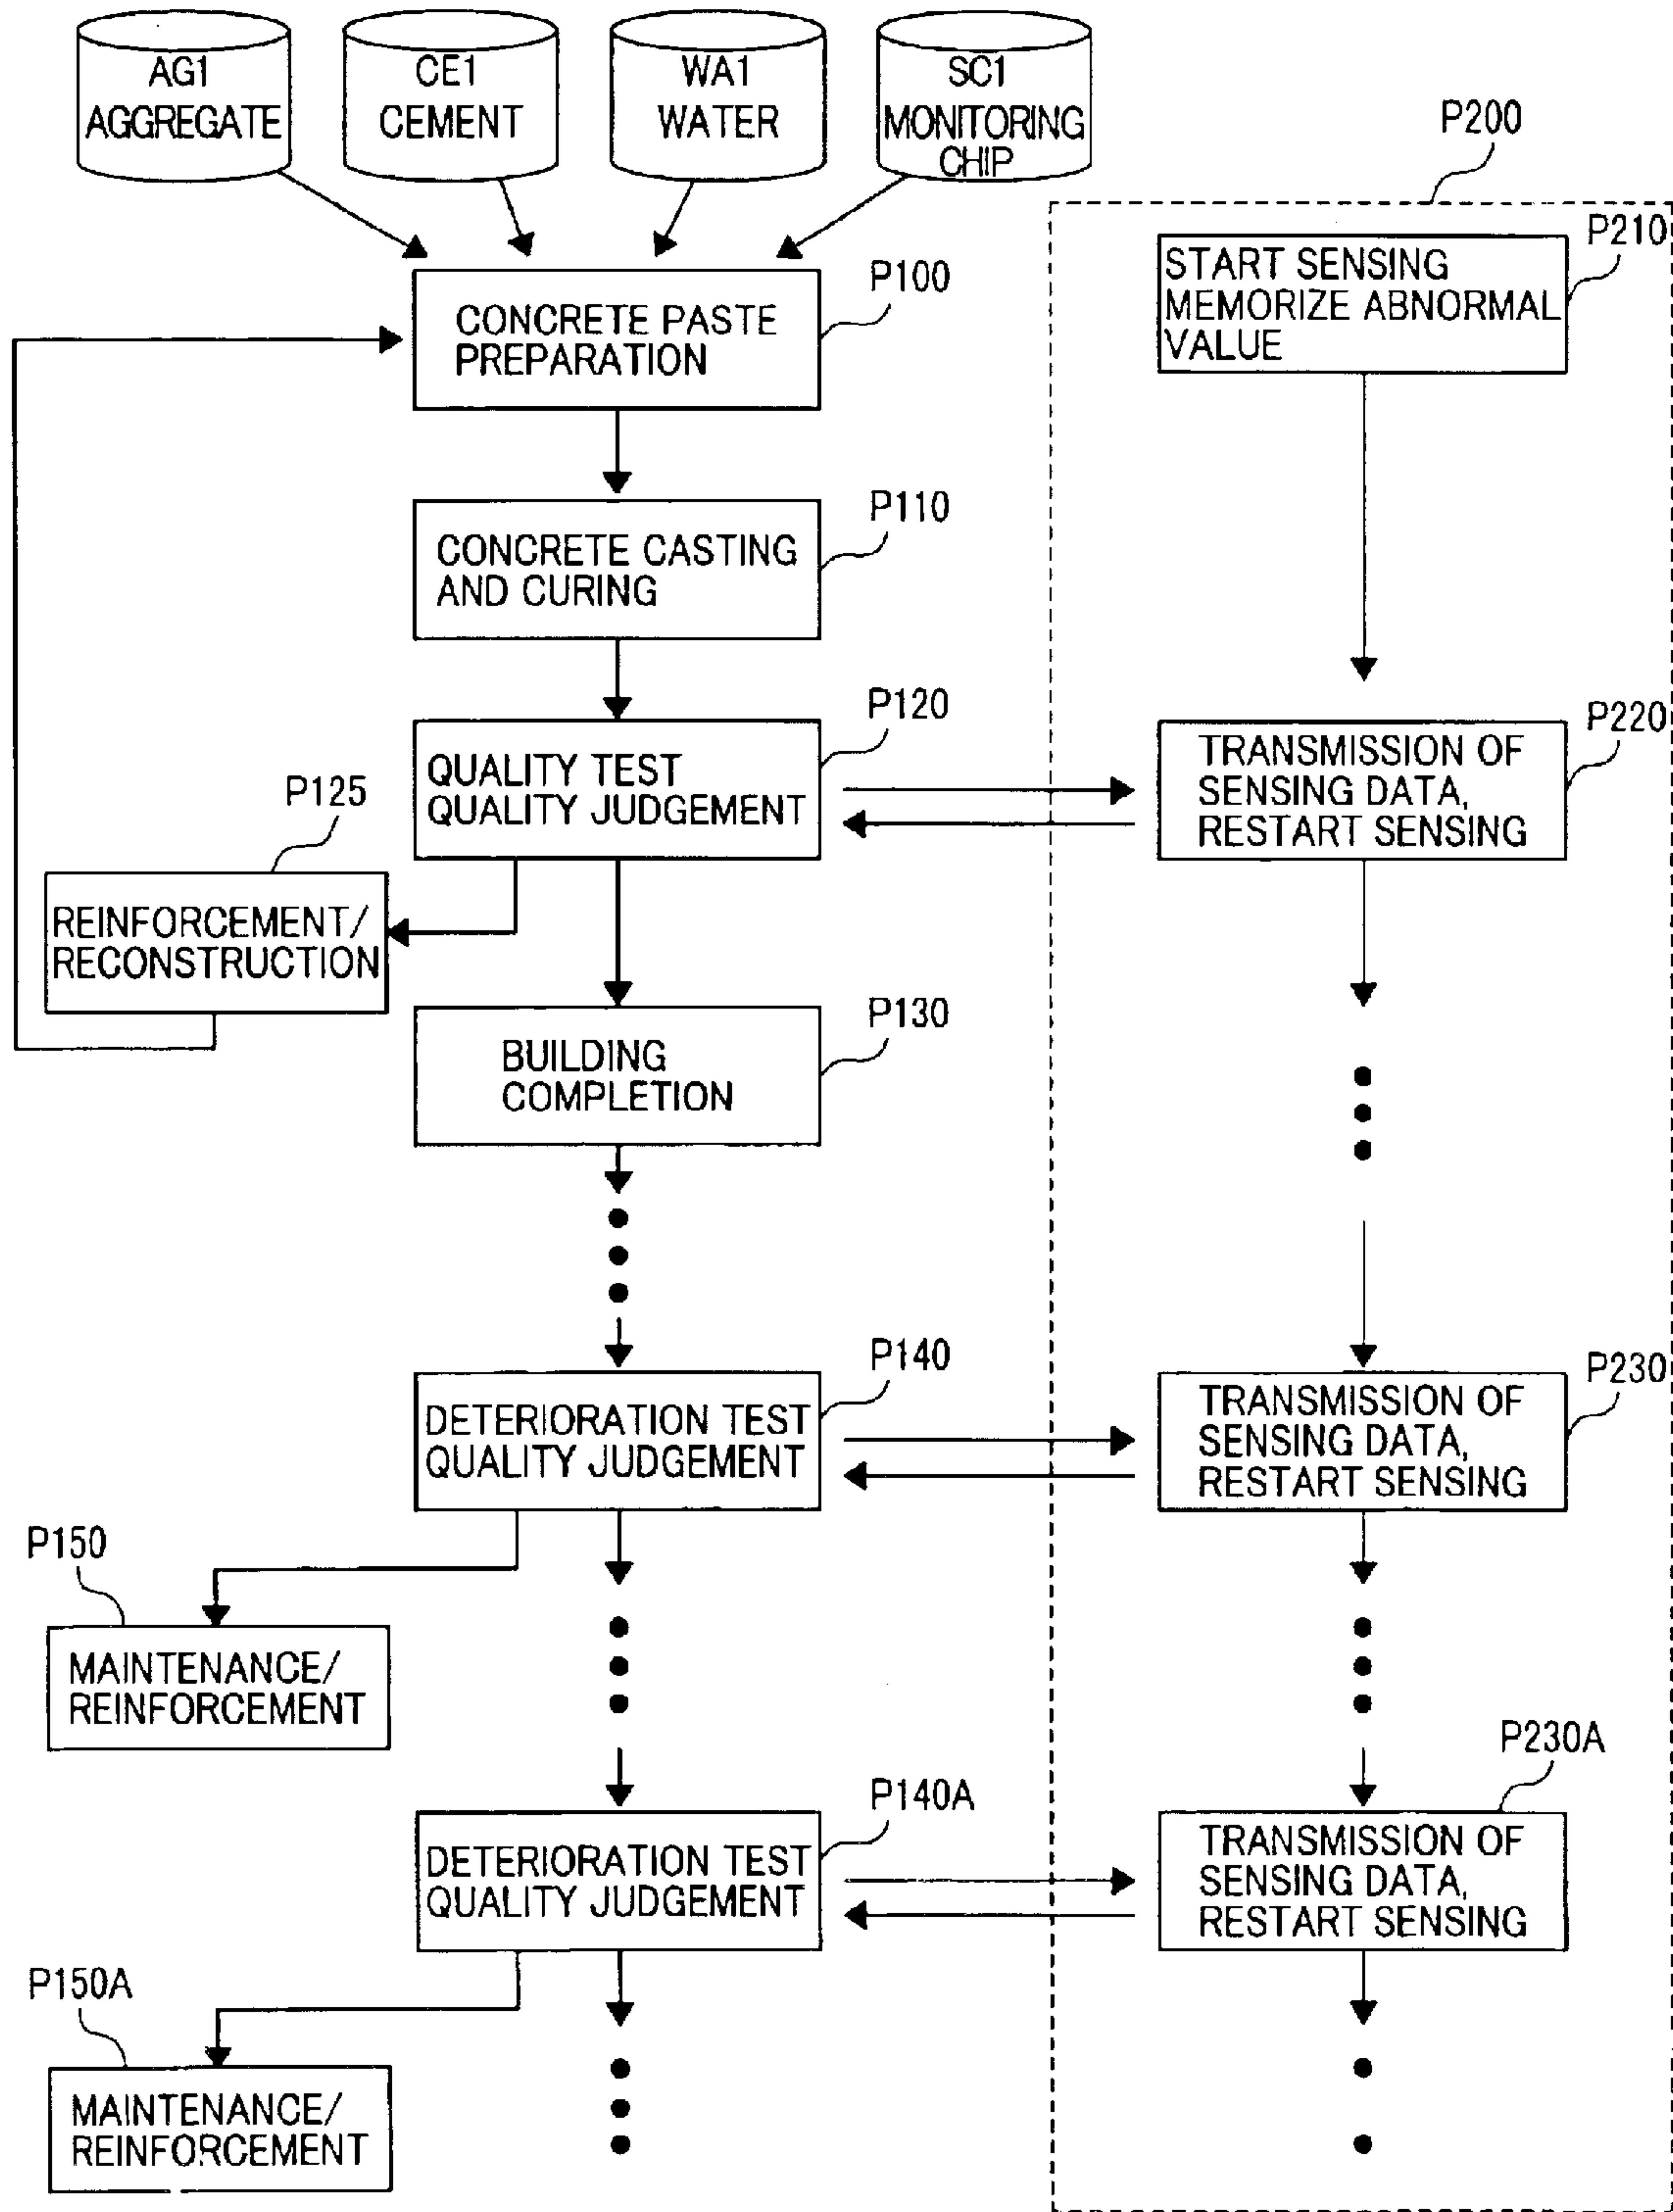 AG1
AGGREGATE
CE1
CEMENT
WA1
WATER
SC1
MONITORING
CHIP
P200
P210
START SENSING
MEMORIZE ABNORMAL
VALUE
P100
CONCRETE PASTE
PREPARATION
P110
CONCRETE CASTING
AND CURING
P120
QUALITY TEST
QUALITY JUDGEMENT
P220
TRANSMISSION OF
SENSING DATA,
RESTART SENSING
P125
REINFORCEMENT/
RECONSTRUCTION
P130
BUILDING
COMPLETION
P140
DETERIORATION TEST
QUALITY JUDGEMENT
P230
TRANSMISSION OF
SENSING DATA,
RESTART SENSING
P150
MAINTENANCE/
REINFORCEMENT
P140A
DETERIORATION TEST
QUALITY JUDGEMENT
P230A
TRANSMISSION OF
SENSING DATA,
RESTART SENSING
P150A
MAINTENANCE/
REINFORCEMENT